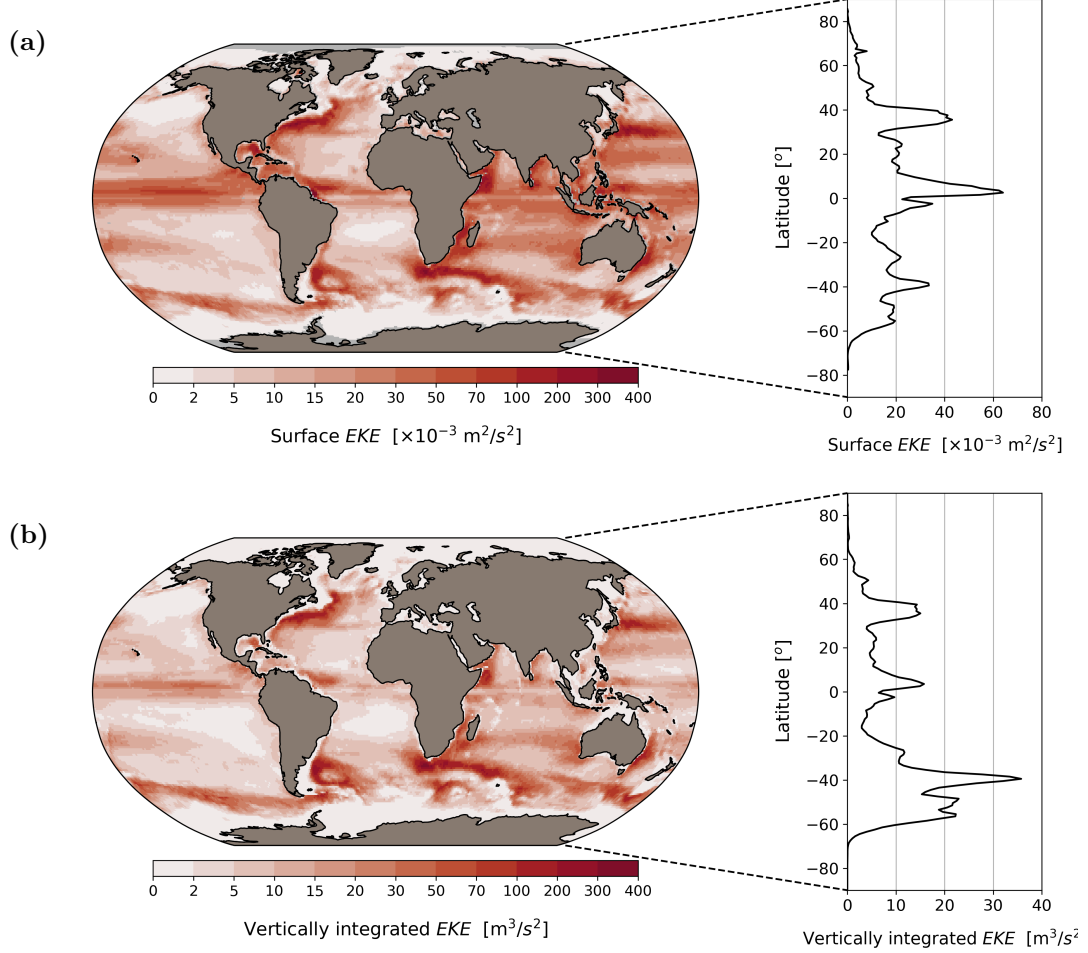 (a)
80
60
40
20
0
−20
−40
−60
−80
Latitude [°]
0 20 40 60 80
Surface EKE [×10⁻³ m²/s²]
0 2 5 10 15 20 30 50 70 100 200 300 400
Surface EKE [×10⁻³ m²/s²]
(b)
80
60
40
20
0
−20
−40
−60
−80
Latitude [°]
0 10 20 30 40
Vertically integrated EKE [m³/s²
0 2 5 10 15 20 30 50 70 100 200 300 400
Vertically integrated EKE [m³/s²]